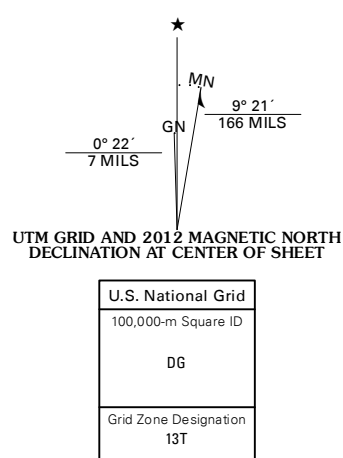 ★
MN
GN
9° 21´
166 MILS
0° 22´
7 MILS
UTM GRID AND 2012 MAGNETIC NORTH
DECLINATION AT CENTER OF SHEET
U.S. National Grid
100,000-m Square ID
DG
Grid Zone Designation
13T